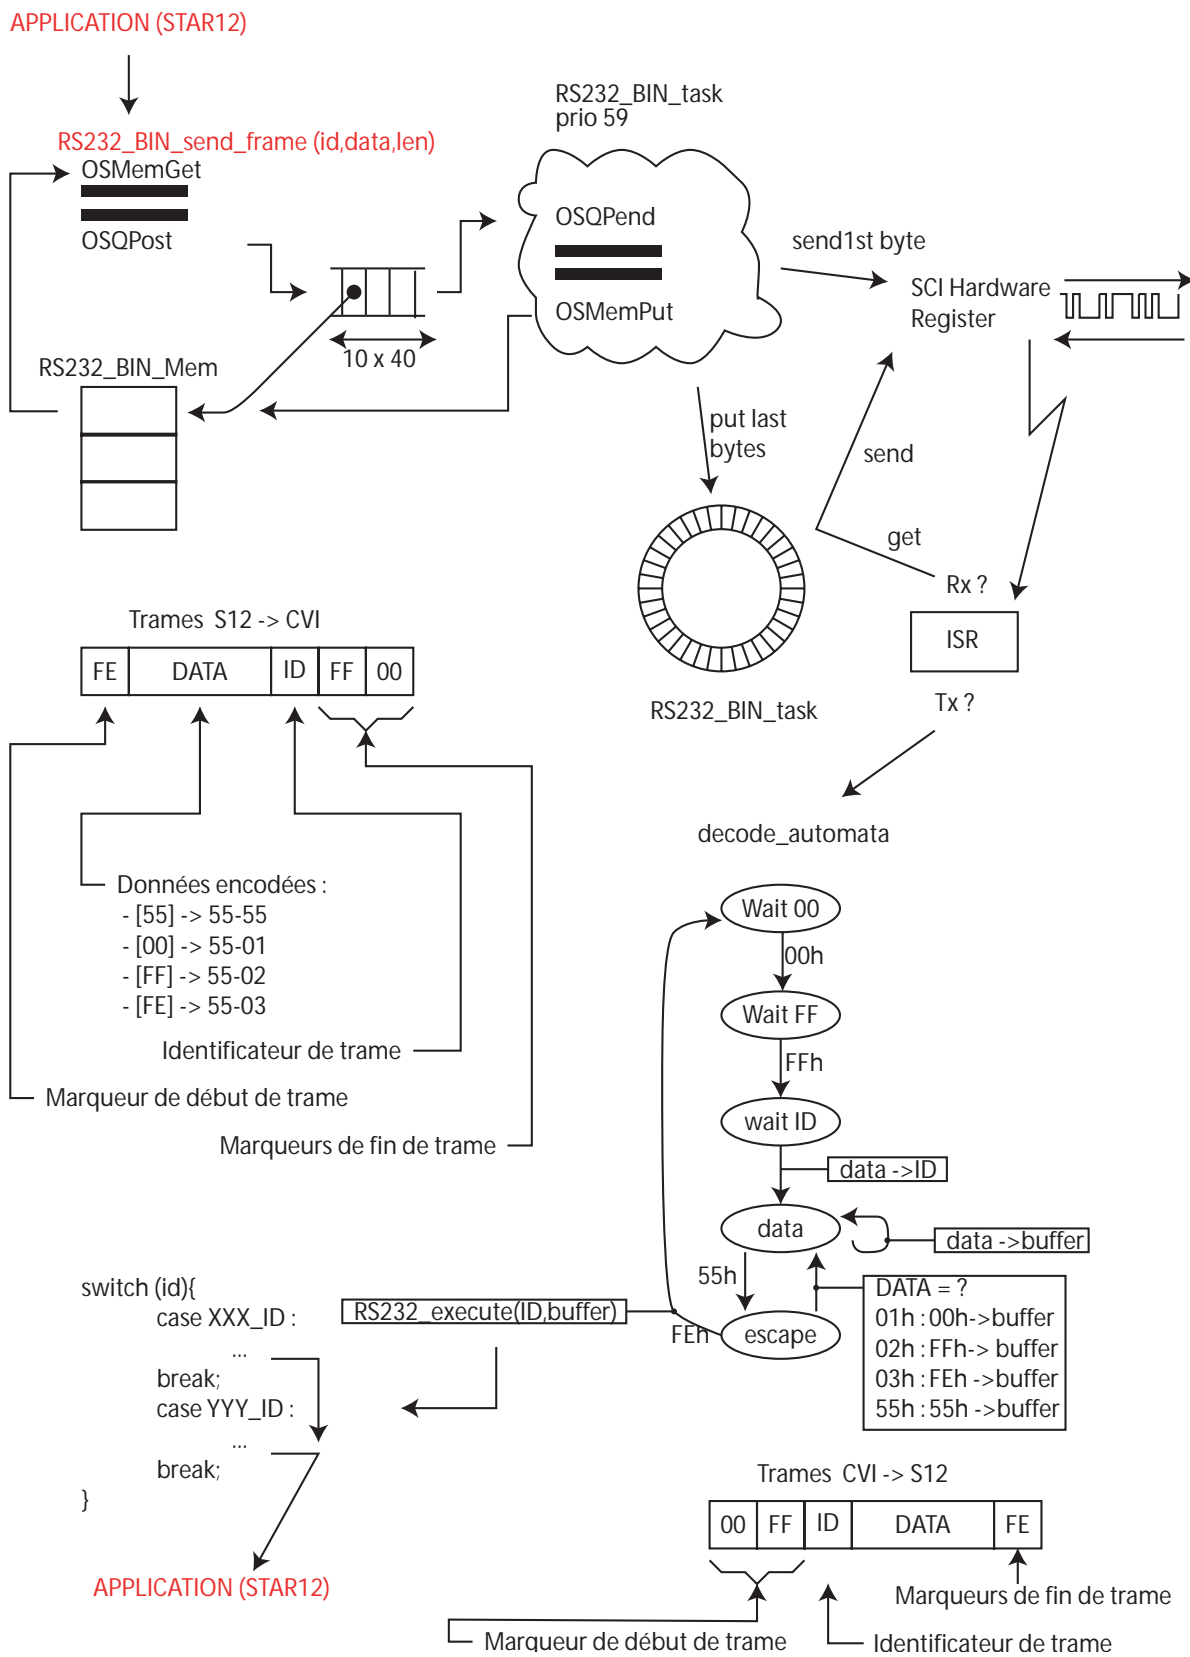 APPLICATION (STAR12)
RS232_BIN_task
prio 59
RS232_BIN_send_frame (id,data,len)
OSMemGet
OSQPost
OSQPend
OSMemPut
send1st byte
SCI Hardware
Register
10 x 40
RS232_BIN_Mem
put last
bytes
send
get
Rx ?
ISR
Tx ?
RS232_BIN_task
Trames S12 -> CVI
FE DATA ID FF 00
Données encodées :
- [55] -> 55-55
- [00] -> 55-01
- [FF] -> 55-02
- [FE] -> 55-03
Identificateur de trame
Marqueur de début de trame
Marqueurs de fin de trame
decode_automata
Wait 00
00h
Wait FF
FFh
wait ID
data ->ID
data
data ->buffer
55h
escape
FEh
DATA = ?
01h : 00h->buffer
02h : FFh-> buffer
03h : FEh ->buffer
55h : 55h ->buffer
RS232_execute(ID,buffer)
switch (id){
case XXX_ID :
...
break;
case YYY_ID :
...
break;
}
APPLICATION (STAR12)
Trames CVI -> S12
00 FF ID DATA FE
Marqueurs de fin de trame
Marqueur de début de trame
Identificateur de trame